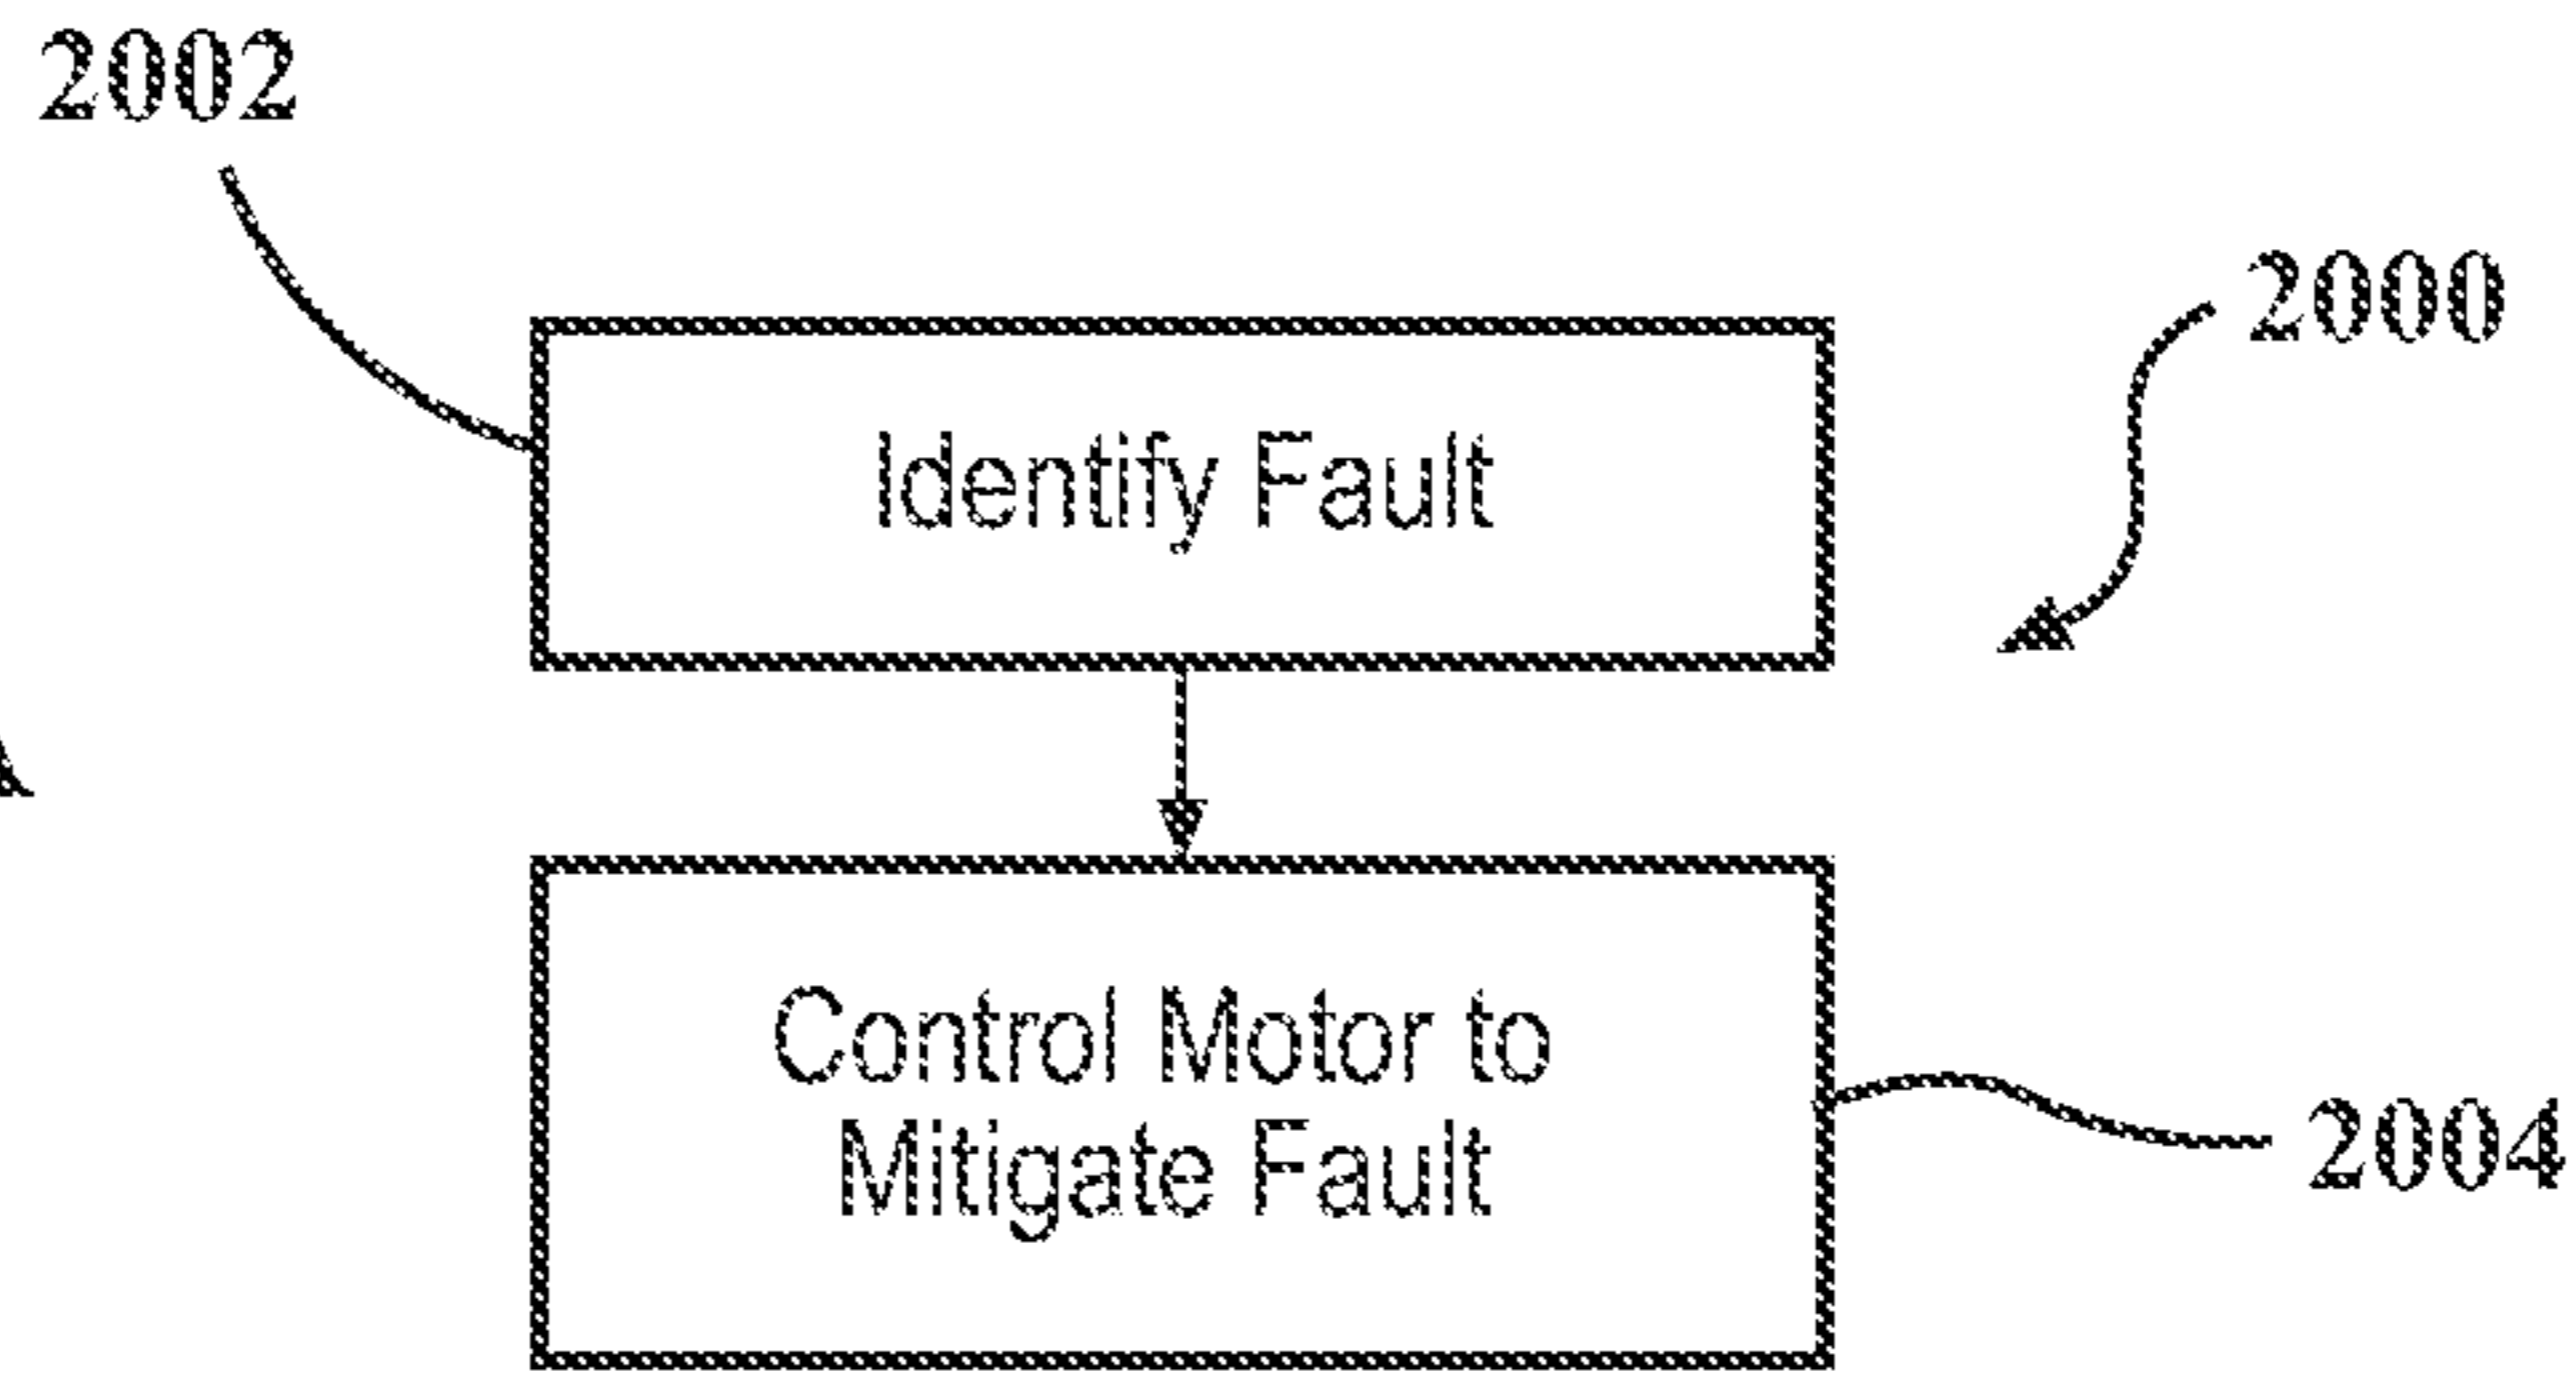 2002
2000
Identify Fault
Control Motor to
Mitigate Fault
2004